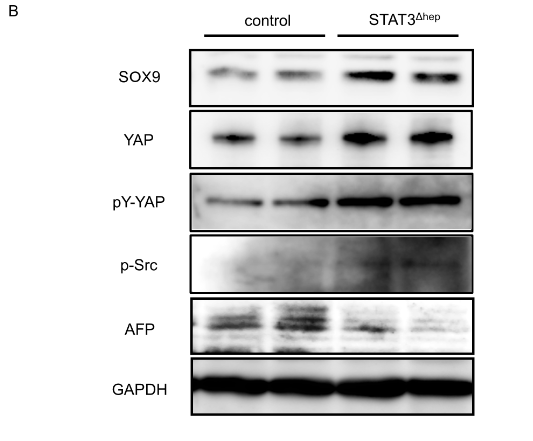 B
control STAT3Δhep
SOX9
YAP
pY-YAP
p-Src
AFP
GAPDH